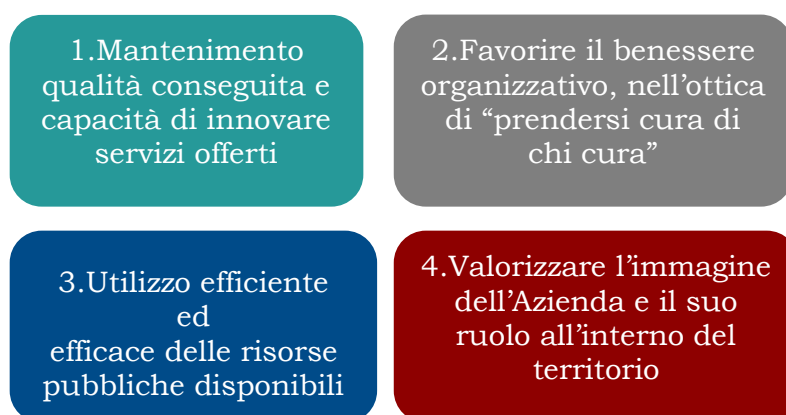 1.Mantenimento
qualità conseguita e
capacità di innovare
servizi offerti
2.Favorire il benessere
organizzativo, nell’ottica
di “prendersi cura di
chi cura”
3.Utilizzo efficiente
ed
efficace delle risorse
pubbliche disponibili
4.Valorizzare l’immagine
dell’Azienda e il suo
ruolo all’interno del
territorio